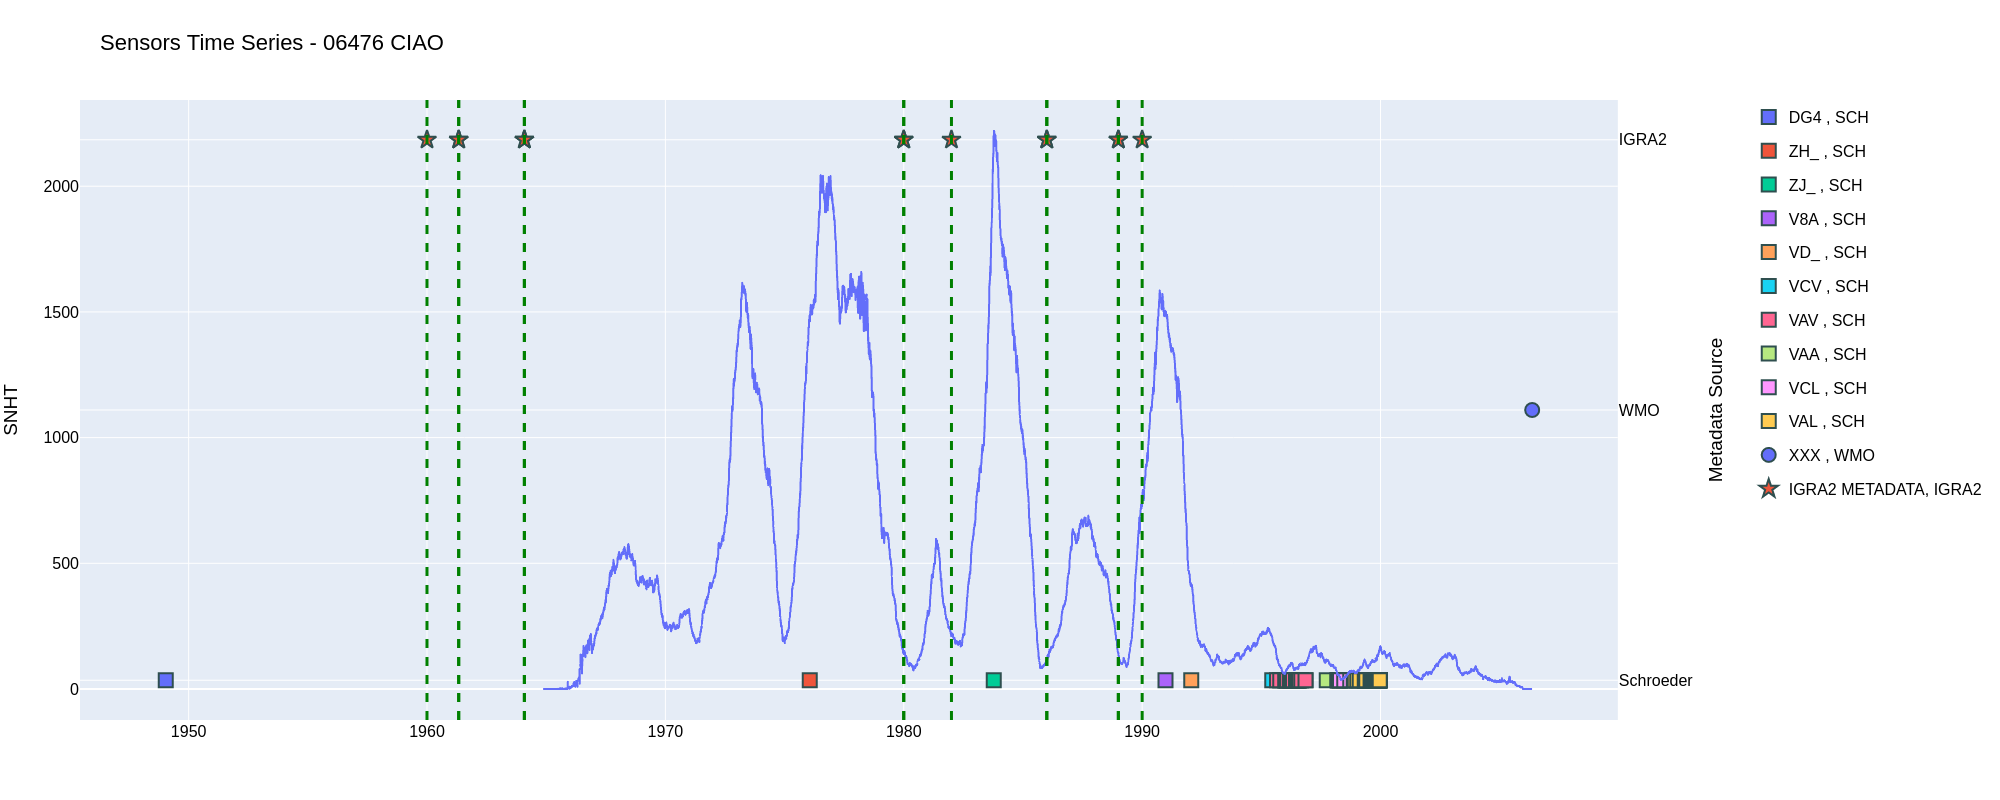 Sensors Time Series - 06476 CIAO
SNHT
2000
1500
1000
500
0
1950
1960
1970
1980
1990
2000
IGRA2
WMO
Schroeder
Metadata Source
DG4 , SCH
ZH_ , SCH
ZJ_ , SCH
V8A , SCH
VD_ , SCH
VCV , SCH
VAV , SCH
VAA , SCH
VCL , SCH
VAL , SCH
XXX , WMO
IGRA2 METADATA, IGRA2